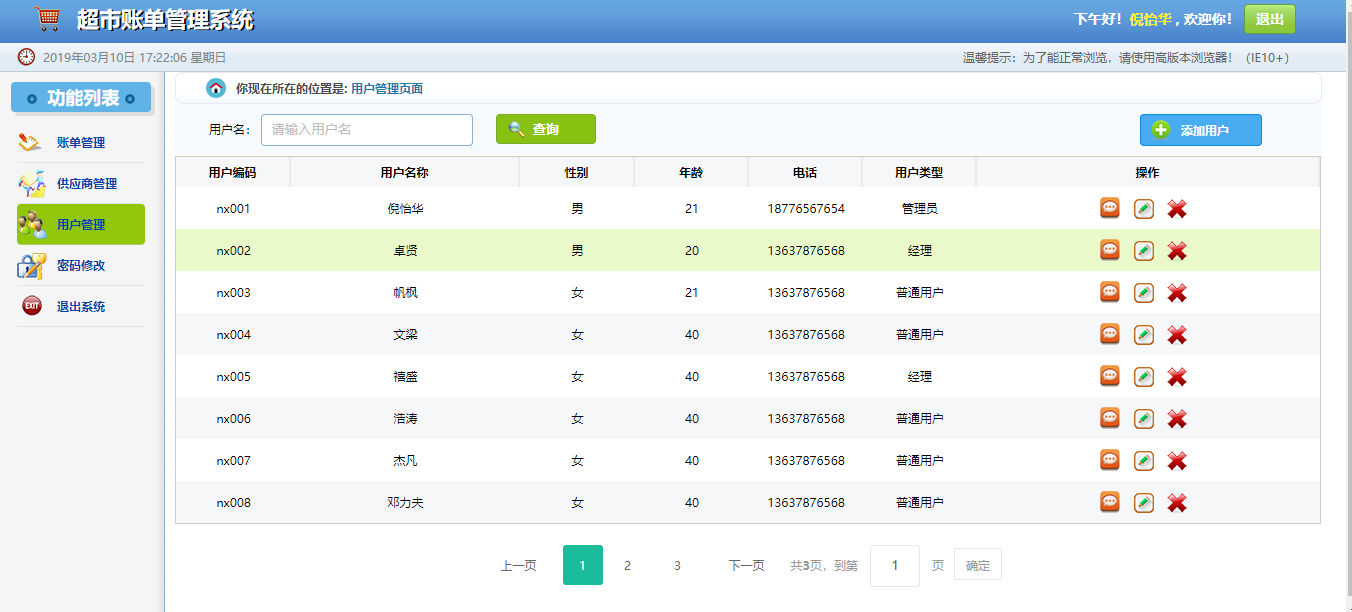 超市账单管理系统
下午好！倪怡华，欢迎你！ 退出
2019年03月10日 17:22:06 星期日
温馨提示：为了能正常浏览，请使用高版本浏览器！（IE10+）
功能列表
账单管理
供应商管理
用户管理
密码修改
EXIT 退出系统
你现在所在的位置是: 用户管理页面
用户名： 请输入用户名 查询 添加用户
用户编码 用户名称 性别 年龄 电话 用户类型 操作
nx001 倪怡华 男 21 18776567654 管理员
nx002 卓贤 男 20 13637876568 经理
nx003 帆枫 女 21 13637876568 普通用户
nx004 文梁 女 40 13637876568 普通用户
nx005 禧盛 女 40 13637876568 经理
nx006 浩涛 女 40 13637876568 普通用户
nx007 杰凡 女 40 13637876568 普通用户
nx008 邓力夫 女 40 13637876568 普通用户
上一页 1 2 3 下一页 共3页，到第 1 页 确定